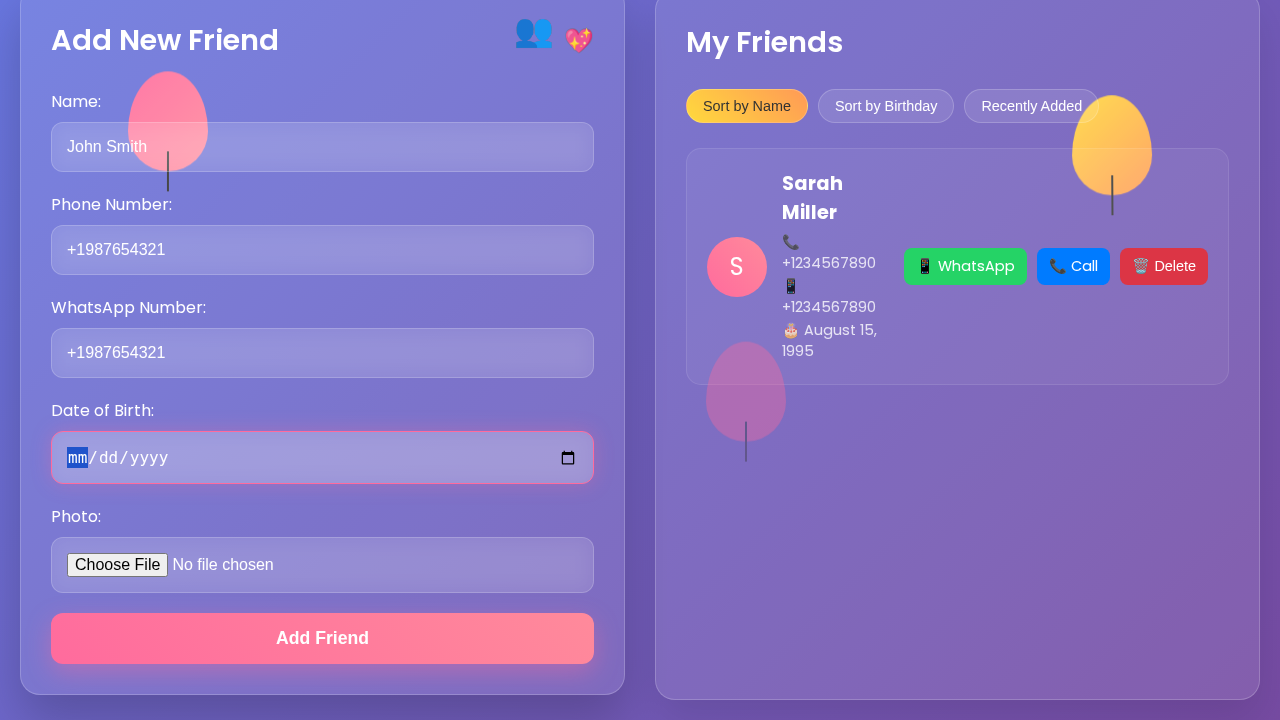 Add New Friend
Name:
John Smith
Phone Number:
+1987654321
WhatsApp Number:
+1987654321
Date of Birth:
mm/dd/yyyy
Photo:
Choose File No file chosen
Add Friend
My Friends
Sort by Name
Sort by Birthday
Recently Added
S
Sarah
Miller
📞
+1234567890
📱
+1234567890
🎂 August 15,
1995
📱 WhatsApp
📞 Call
🗑️ Delete